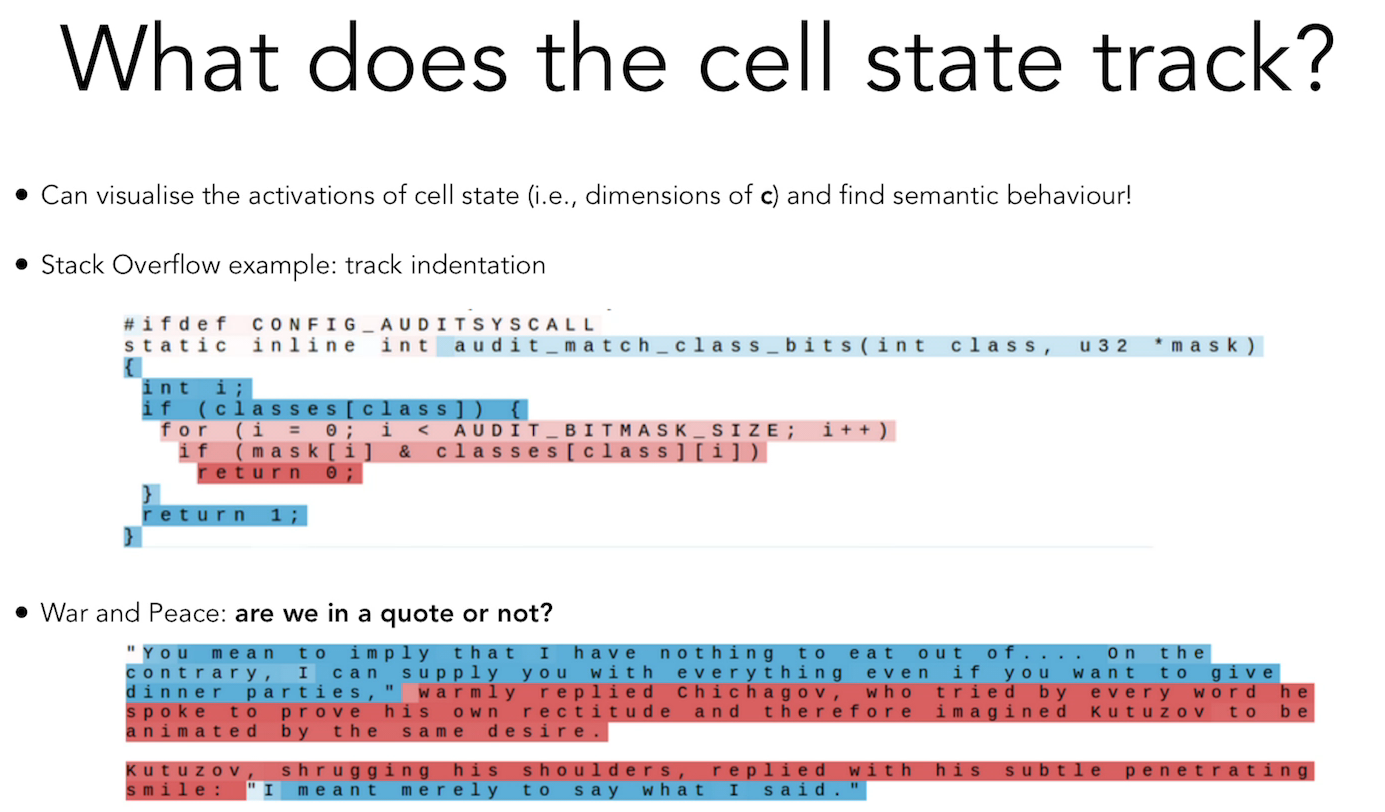 What does the cell state track?
• Can visualise the activations of cell state (i.e., dimensions of c) and find semantic behaviour!
• Stack Overflow example: track indentation
#ifdef CONFIG_AUDITSYSCALL
static inline int audit_match_class_bits(int class, u32 *mask)
{
int i;
if (classes[class]) {
for (i = 0; i < AUDIT_BITMASK_SIZE; i++)
if (mask[i] & classes[class][i])
return 0;
}
return 1;
}
• War and Peace: are we in a quote or not?
"You mean to imply that I have nothing to eat out of.... On the
contrary, I can supply you with everything even if you want to give
dinner parties," warmly replied Chichagov, who tried by every word he
spoke to prove his own rectitude and therefore imagined Kutuzov to be
animated by the same desire.
Kutuzov, shrugging his shoulders, replied with his subtle penetrating
smile: "I meant merely to say what I said."